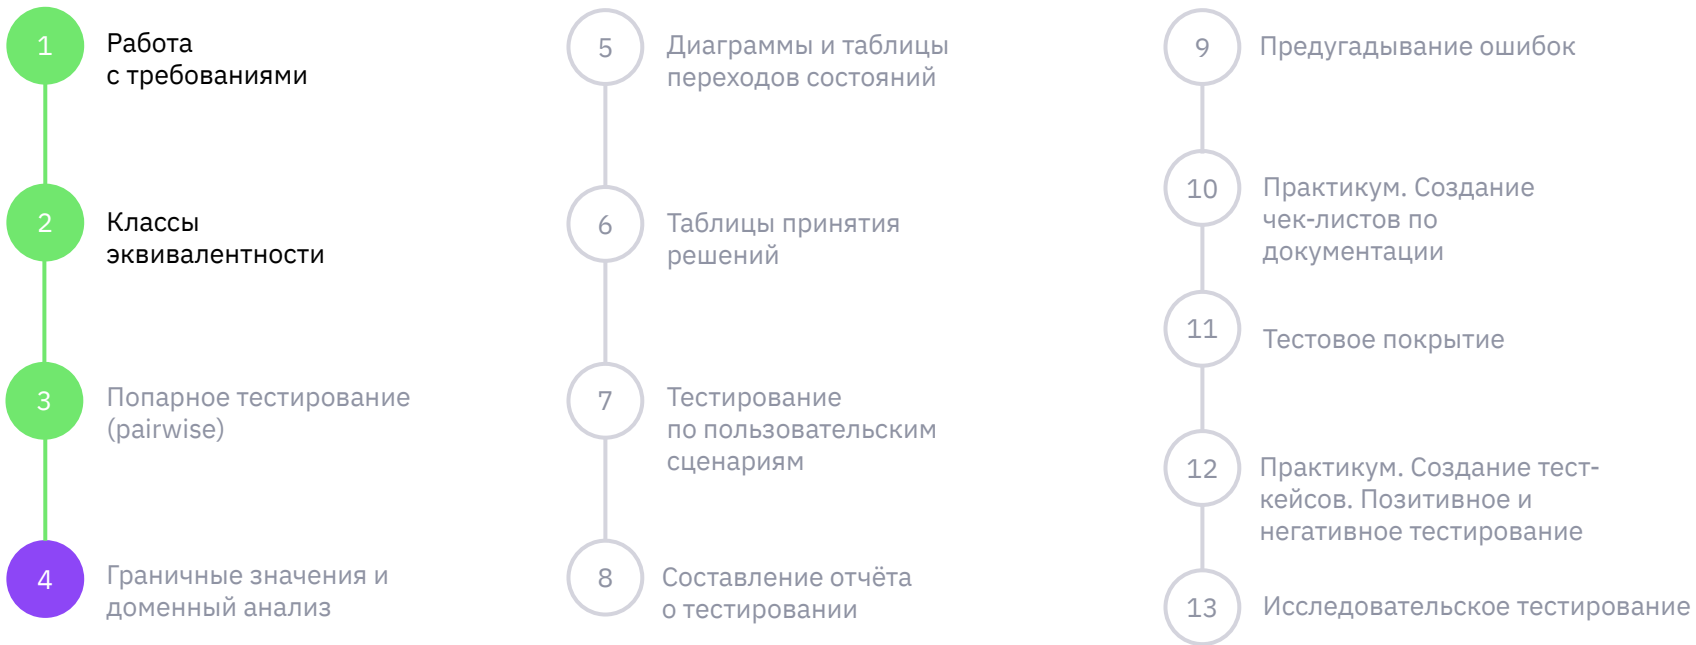 1
Работа
с требованиями
2
Классы
эквивалентности
3
Попарное тестирование
(pairwise)
4
Граничные значения и
доменный анализ
5
Диаграммы и таблицы
переходов состояний
6
Таблицы принятия
решений
7
Тестирование
по пользовательским
сценариям
8
Составление отчёта
о тестировании
9
Предугадывание ошибок
10
Практикум. Создание
чек-листов по
документации
11
Тестовое покрытие
12
Практикум. Создание тест-
кейсов. Позитивное и
негативное тестирование
13
Исследовательское тестирование